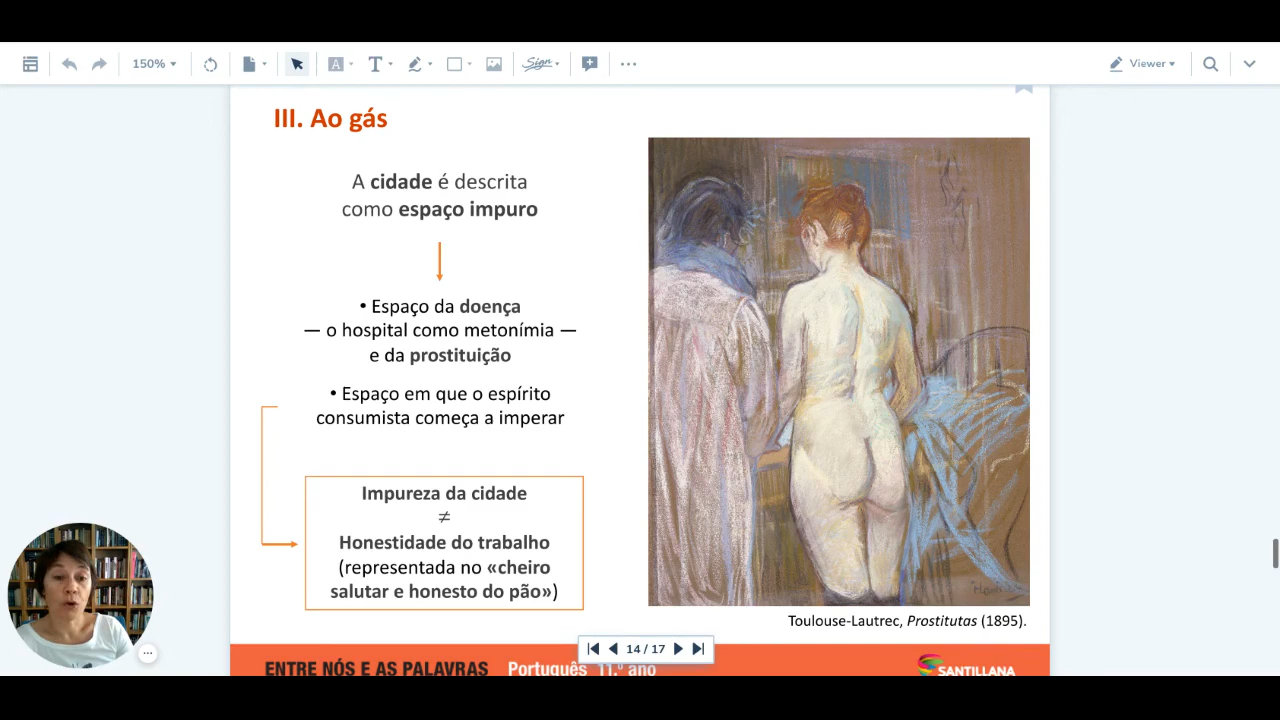 150%
A
T
Sign
Viewer
III. Ao gás
A cidade é descrita
como espaço impuro
• Espaço da doença
— o hospital como metonímia —
e da prostituição
• Espaço em que o espírito
consumista começa a imperar
Impureza da cidade
≠
Honestidade do trabalho
(representada no «cheiro
salutar e honesto do pão»)
Toulouse-Lautrec, Prostitutas (1895).
14 / 17
ENTRE NÓS E AS PALAVRAS Português 11.º ano
SANTILLANA